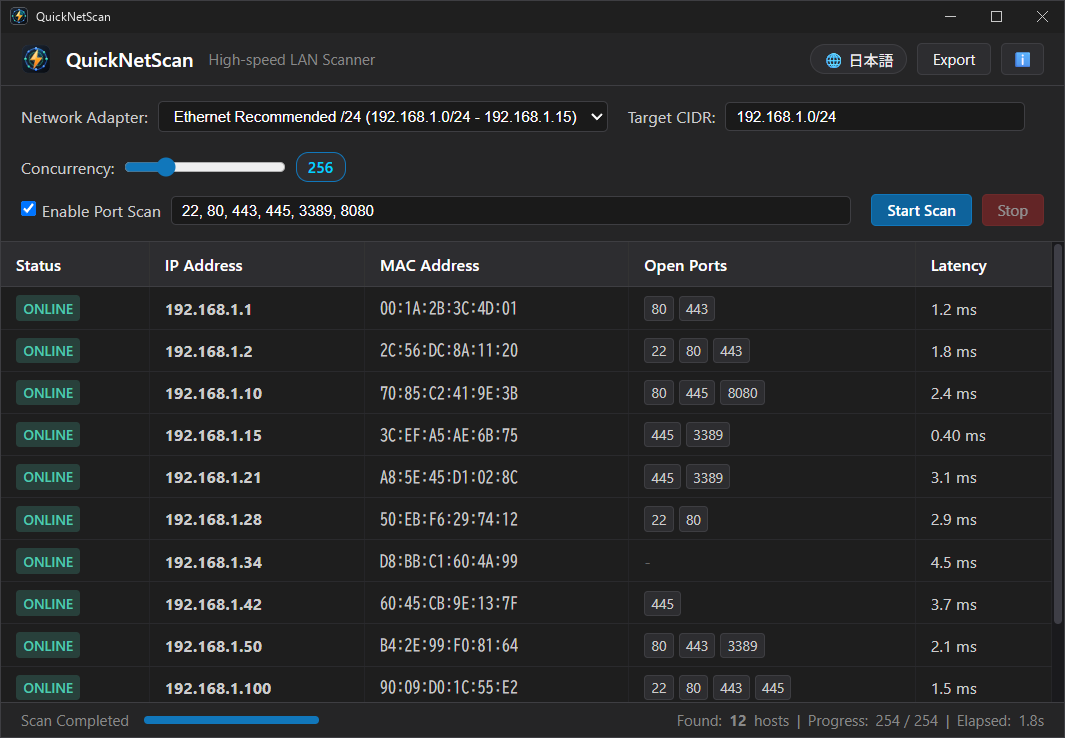 QuickNetScan
QuickNetScan High-speed LAN Scanner 日本語 Export i
Network Adapter: Ethernet Recommended /24 (192.168.1.0/24 - 192.168.1.15) Target CIDR: 192.168.1.0/24
Concurrency: 256
Enable Port Scan 22, 80, 443, 445, 3389, 8080 Start Scan Stop
Status IP Address MAC Address Open Ports Latency
ONLINE 192.168.1.1 00:1A:2B:3C:4D:01 80 443 1.2 ms
ONLINE 192.168.1.2 2C:56:DC:8A:11:20 22 80 443 1.8 ms
ONLINE 192.168.1.10 70:85:C2:41:9E:3B 80 445 8080 2.4 ms
ONLINE 192.168.1.15 3C:EF:A5:AE:6B:75 445 3389 0.40 ms
ONLINE 192.168.1.21 A8:5E:45:D1:02:8C 445 3389 3.1 ms
ONLINE 192.168.1.28 50:EB:F6:29:74:12 22 80 2.9 ms
ONLINE 192.168.1.34 D8:BB:C1:60:4A:99 - 4.5 ms
ONLINE 192.168.1.42 60:45:CB:9E:13:7F 445 3.7 ms
ONLINE 192.168.1.50 B4:2E:99:F0:81:64 80 443 3389 2.1 ms
ONLINE 192.168.1.100 90:09:D0:1C:55:E2 22 80 443 445 1.5 ms
Scan Completed Found: 12 hosts | Progress: 254 / 254 | Elapsed: 1.8s